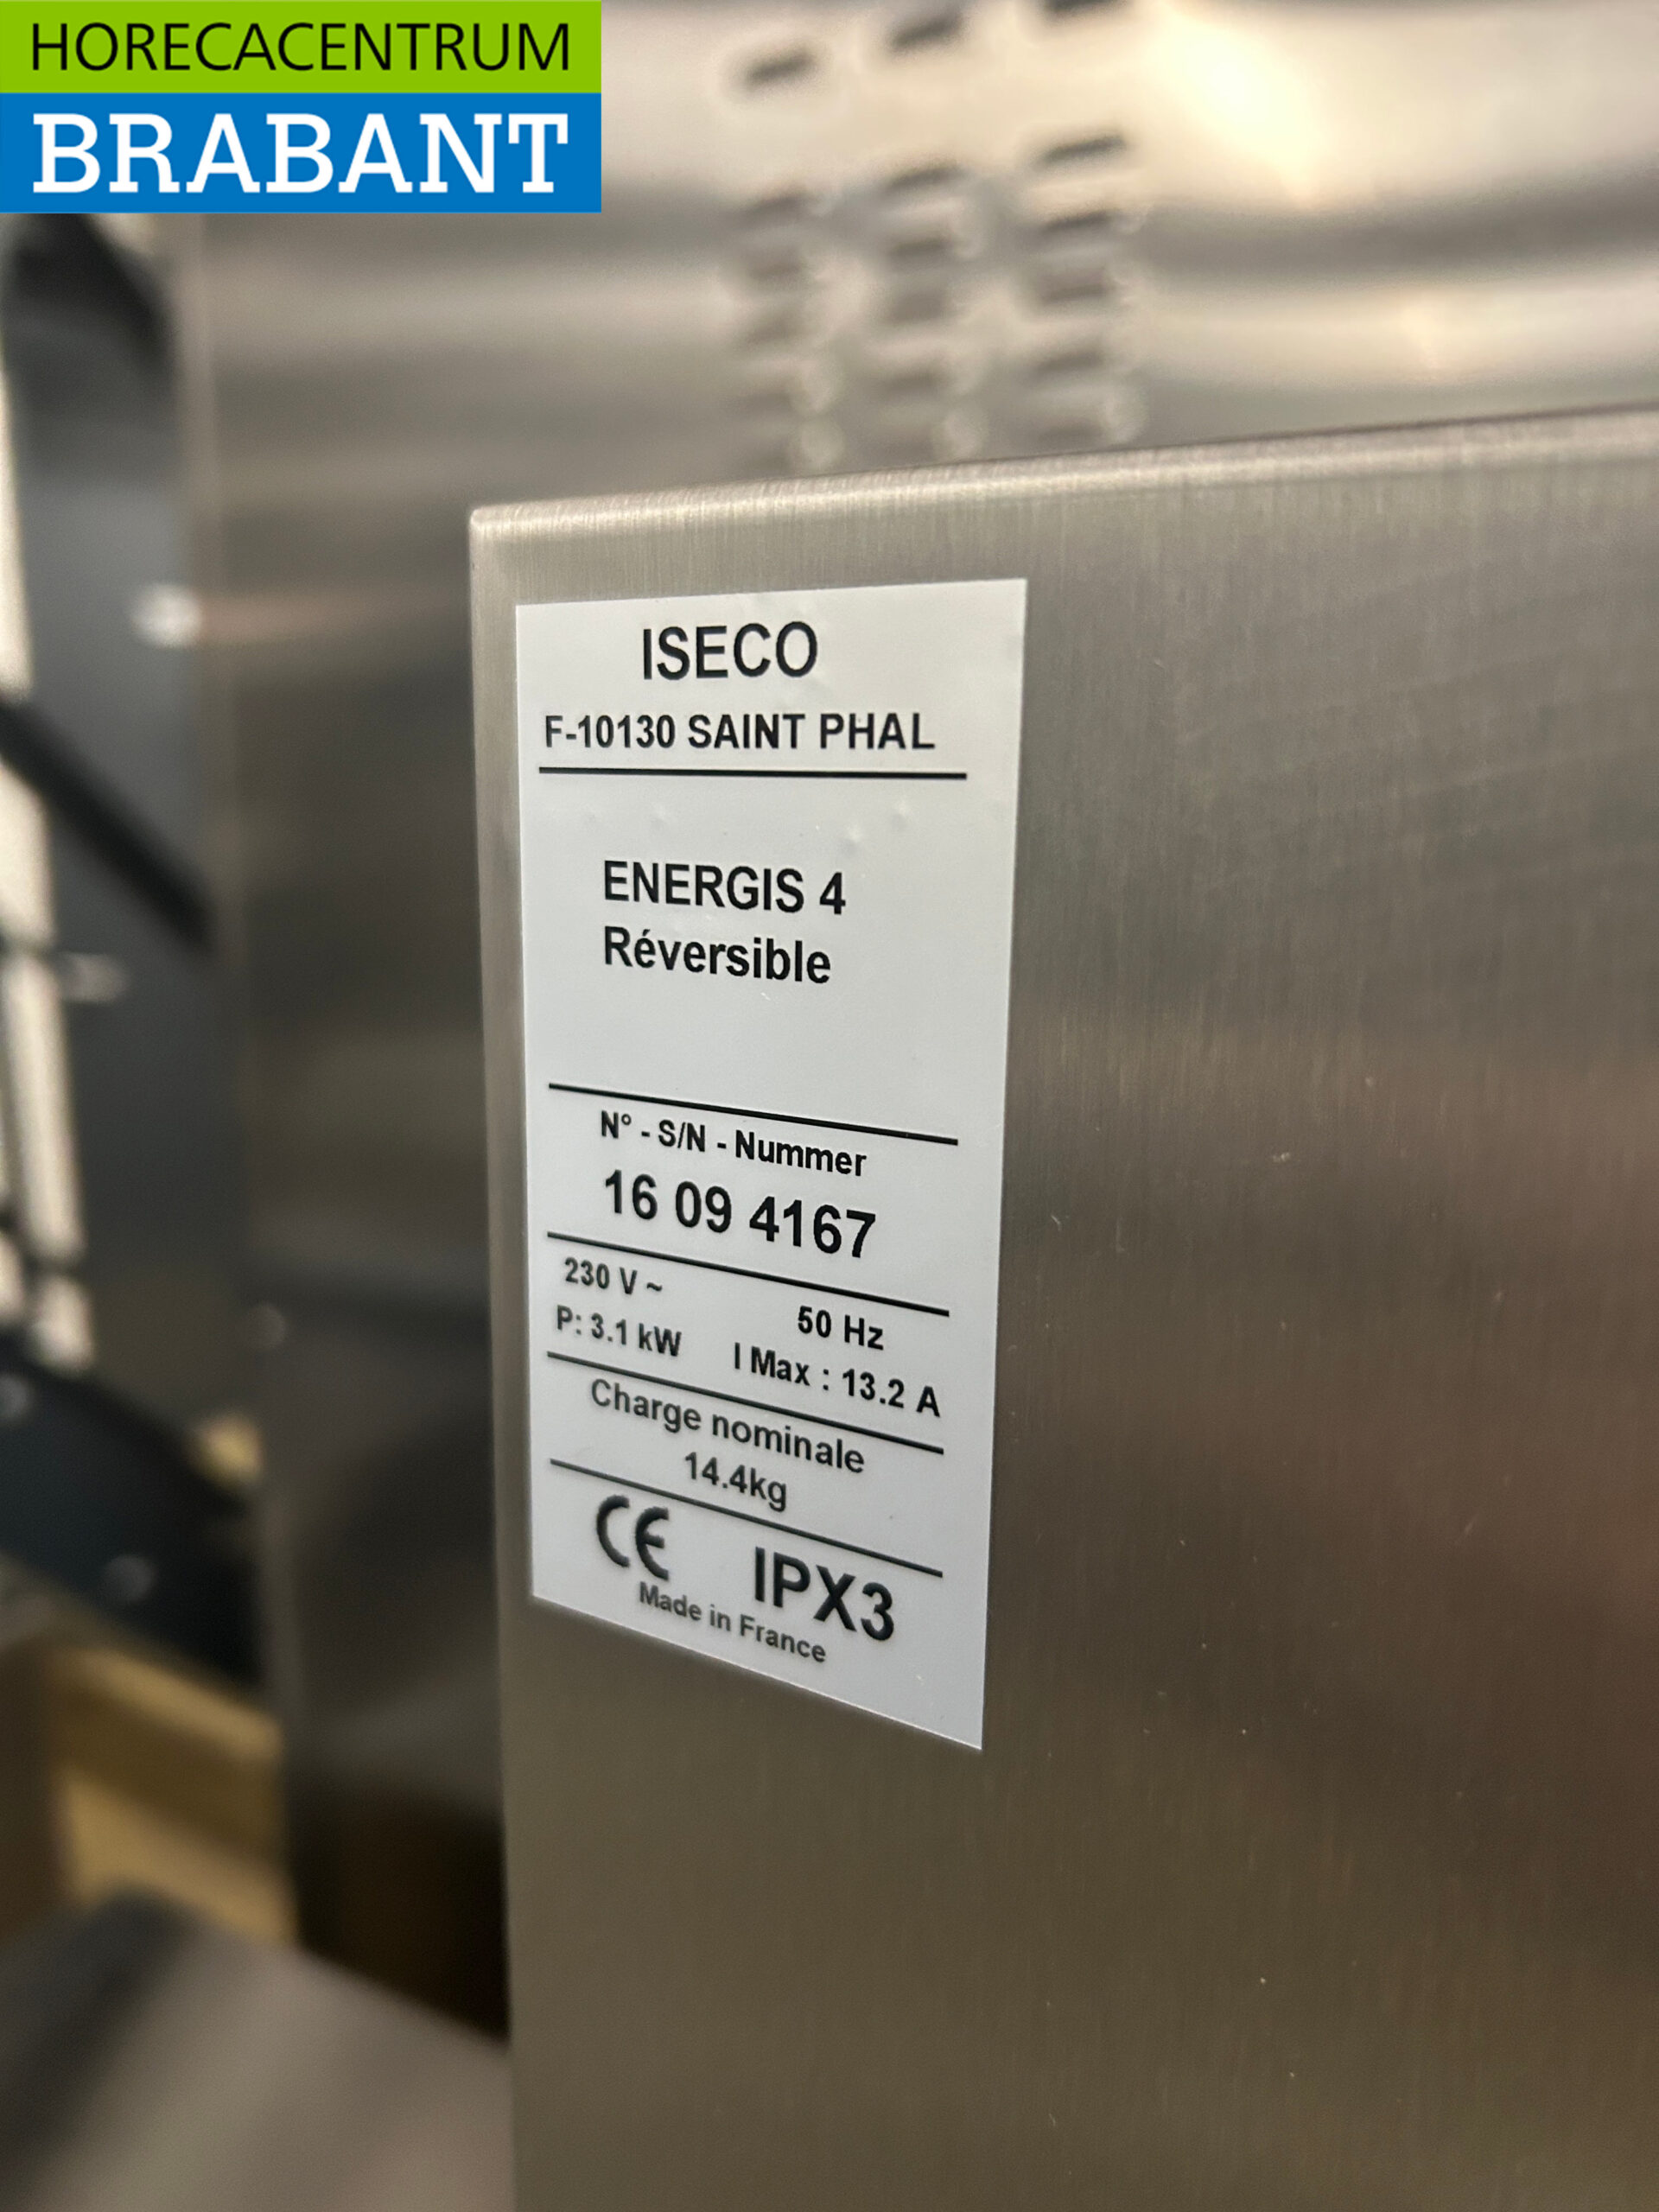 HORECACENTRUM
BRABANT
ISECO
F-10130 SAINT PHAL
ENERGIS 4
Réversible
N° - S/N - Nummer
16 09 4167
230 V ~ 50 Hz
P: 3.1 kW I Max : 13.2 A
Charge nominale
14.4kg
CE IPX3
Made in France